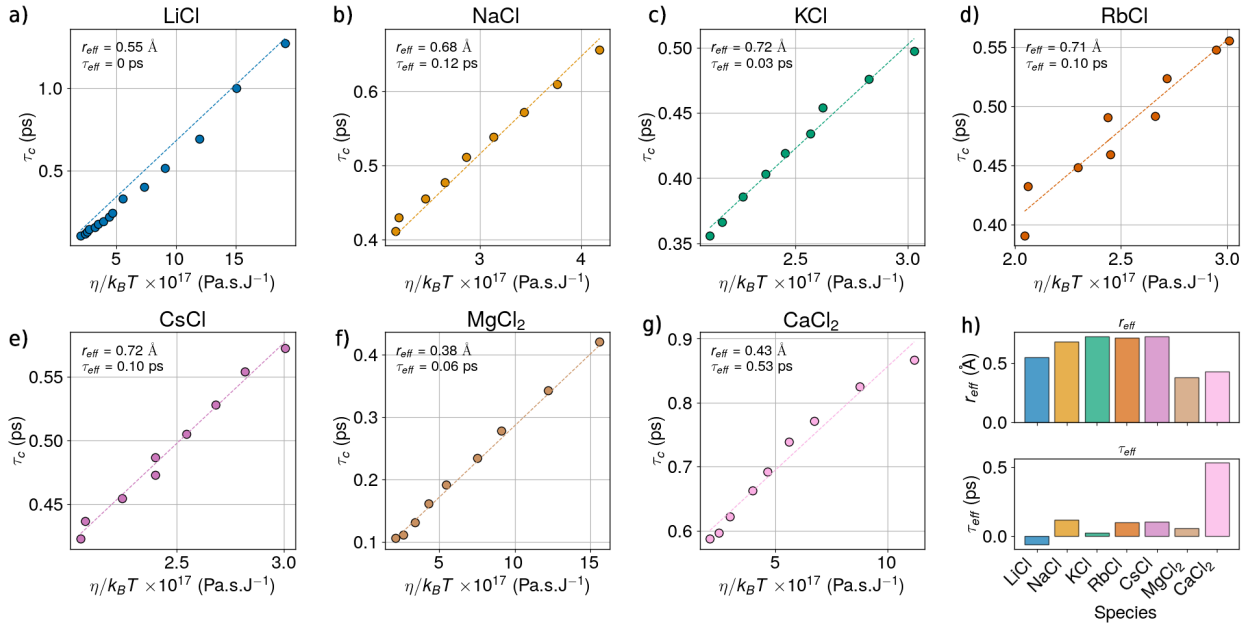 a)
LiCl
r_eff = 0.55 Å
τ_eff = 0 ps
τ_c (ps)
1.0
0.5
5
10
15
η/k_BT ×10^17 (Pa.s.J^−1)
b)
NaCl
r_eff = 0.68 Å
τ_eff = 0.12 ps
τ_c (ps)
0.6
0.5
0.4
3
4
η/k_BT ×10^17 (Pa.s.J^−1)
c)
KCl
r_eff = 0.72 Å
τ_eff = 0.03 ps
τ_c (ps)
0.50
0.45
0.40
0.35
2.5
3.0
η/k_BT ×10^17 (Pa.s.J^−1)
d)
RbCl
r_eff = 0.71 Å
τ_eff = 0.10 ps
τ_c (ps)
0.55
0.50
0.45
0.40
2.0
2.5
3.0
η/k_BT ×10^17 (Pa.s.J^−1)
e)
CsCl
r_eff = 0.72 Å
τ_eff = 0.10 ps
τ_c (ps)
0.55
0.50
0.45
2.5
3.0
η/k_BT ×10^17 (Pa.s.J^−1)
f)
MgCl₂
r_eff = 0.38 Å
τ_eff = 0.06 ps
τ_c (ps)
0.4
0.3
0.2
0.1
5
10
15
η/k_BT ×10^17 (Pa.s.J^−1)
g)
CaCl₂
r_eff = 0.43 Å
τ_eff = 0.53 ps
τ_c (ps)
0.9
0.8
0.7
0.6
5
10
η/k_BT ×10^17 (Pa.s.J^−1)
h)
r_eff
r_eff (Å)
0.5
0.0
τ_eff
τ_eff (ps)
0.5
0.0
LiCl
NaCl
KCl
RbCl
CsCl
MgCl₂
CaCl₂
Species